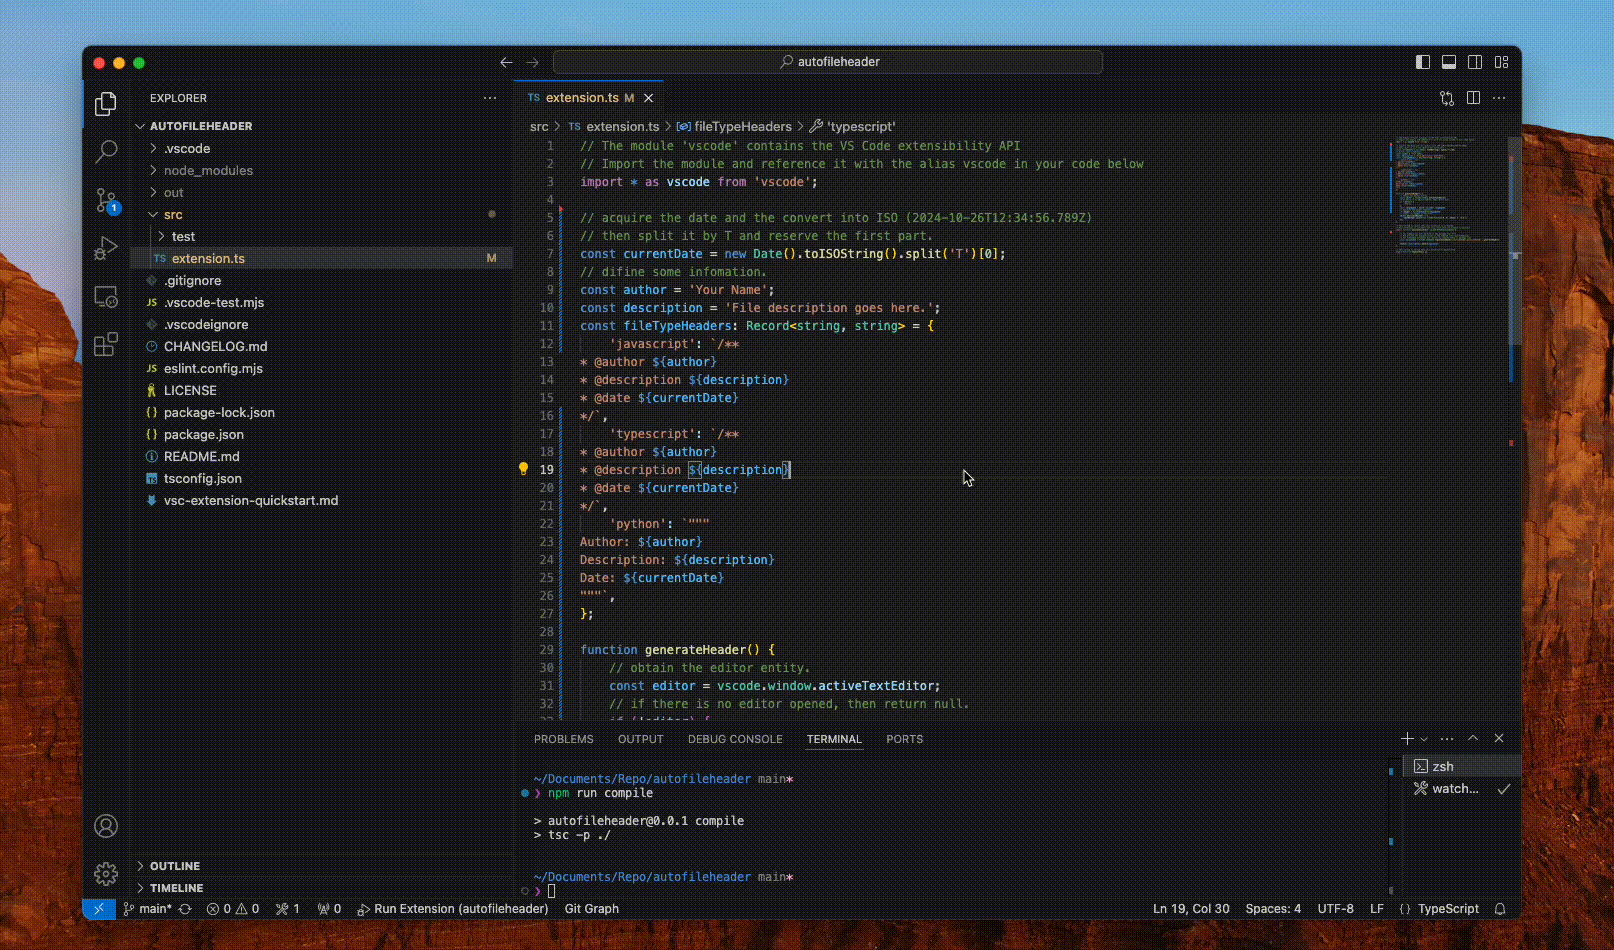 autofileheader
EXPLORER
AUTOFILEHEADER
.vscode
node_modules
out
src
test
TS extension.ts M
.gitignore
JS .vscode-test.mjs
.vscodeignore
CHANGELOG.md
JS eslint.config.mjs
LICENSE
{} package-lock.json
{} package.json
README.md
TS tsconfig.json
vsc-extension-quickstart.md
OUTLINE
TIMELINE
1
TS extension.ts M
src > TS extension.ts > fileTypeHeaders > 'typescript'
1 // The module 'vscode' contains the VS Code extensibility API
2 // Import the module and reference it with the alias vscode in your code below
3 import * as vscode from 'vscode';
4
5 // acquire the date and the convert into ISO (2024-10-26T12:34:56.789Z)
6 // then split it by T and reserve the first part.
7 const currentDate = new Date().toISOString().split('T')[0];
8 // difine some infomation.
9 const author = 'Your Name';
10 const description = 'File description goes here.';
11 const fileTypeHeaders: Record<string, string> = {
12 'javascript': `/**
13 * @author ${author}
14 * @description ${description}
15 * @date ${currentDate}
16 */`,
17 'typescript': `/**
18 * @author ${author}
19 * @description ${description}
20 * @date ${currentDate}
21 */`,
22 'python': `"""
23 Author: ${author}
24 Description: ${description}
25 Date: ${currentDate}
26 """`,
27 };
28
29 function generateHeader() {
30 // obtain the editor entity.
31 const editor = vscode.window.activeTextEditor;
32 // if there is no editor opened, then return null.
PROBLEMS OUTPUT DEBUG CONSOLE TERMINAL PORTS
~/Documents/Repo/autofileheader main*
❯ npm run compile
> autofileheader@0.0.1 compile
> tsc -p ./
~/Documents/Repo/autofileheader main*
❯
zsh
watch...
main* 0 0 1 0 Run Extension (autofileheader) Git Graph Ln 19, Col 30 Spaces: 4 UTF-8 LF {} TypeScript